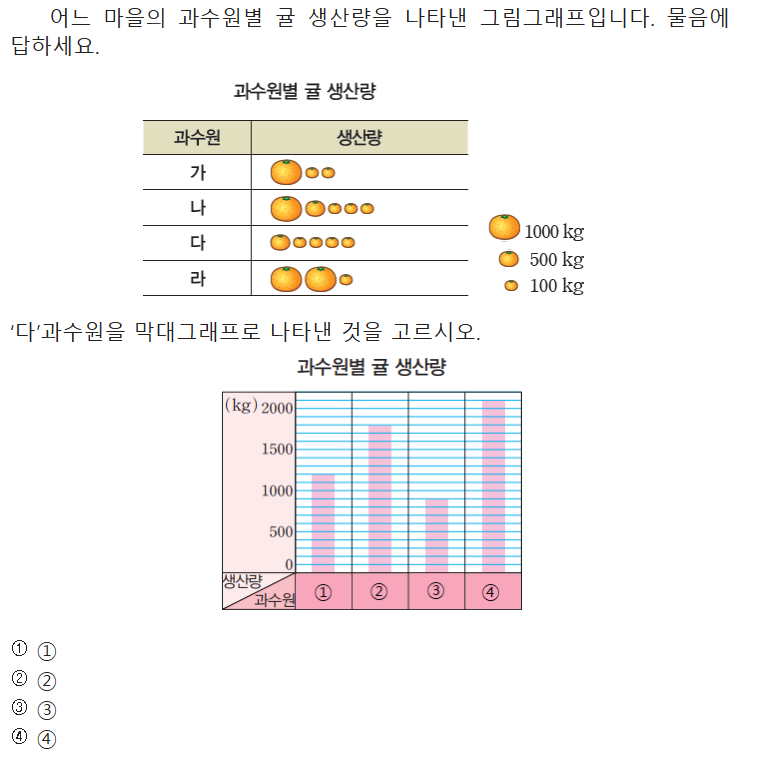 어느 마을의 과수원별 귤 생산량을 나타낸 그림그래프입니다. 물음에
답하세요.
과수원별 귤 생산량
과수원 생산량
가
나
다
라
1000 kg
500 kg
100 kg
‘다’과수원을 막대그래프로 나타낸 것을 고르시오.
과수원별 귤 생산량
(kg) 2000
1500
1000
500
0
생산량
과수원
① ② ③ ④
① ①
② ②
③ ③
④ ④